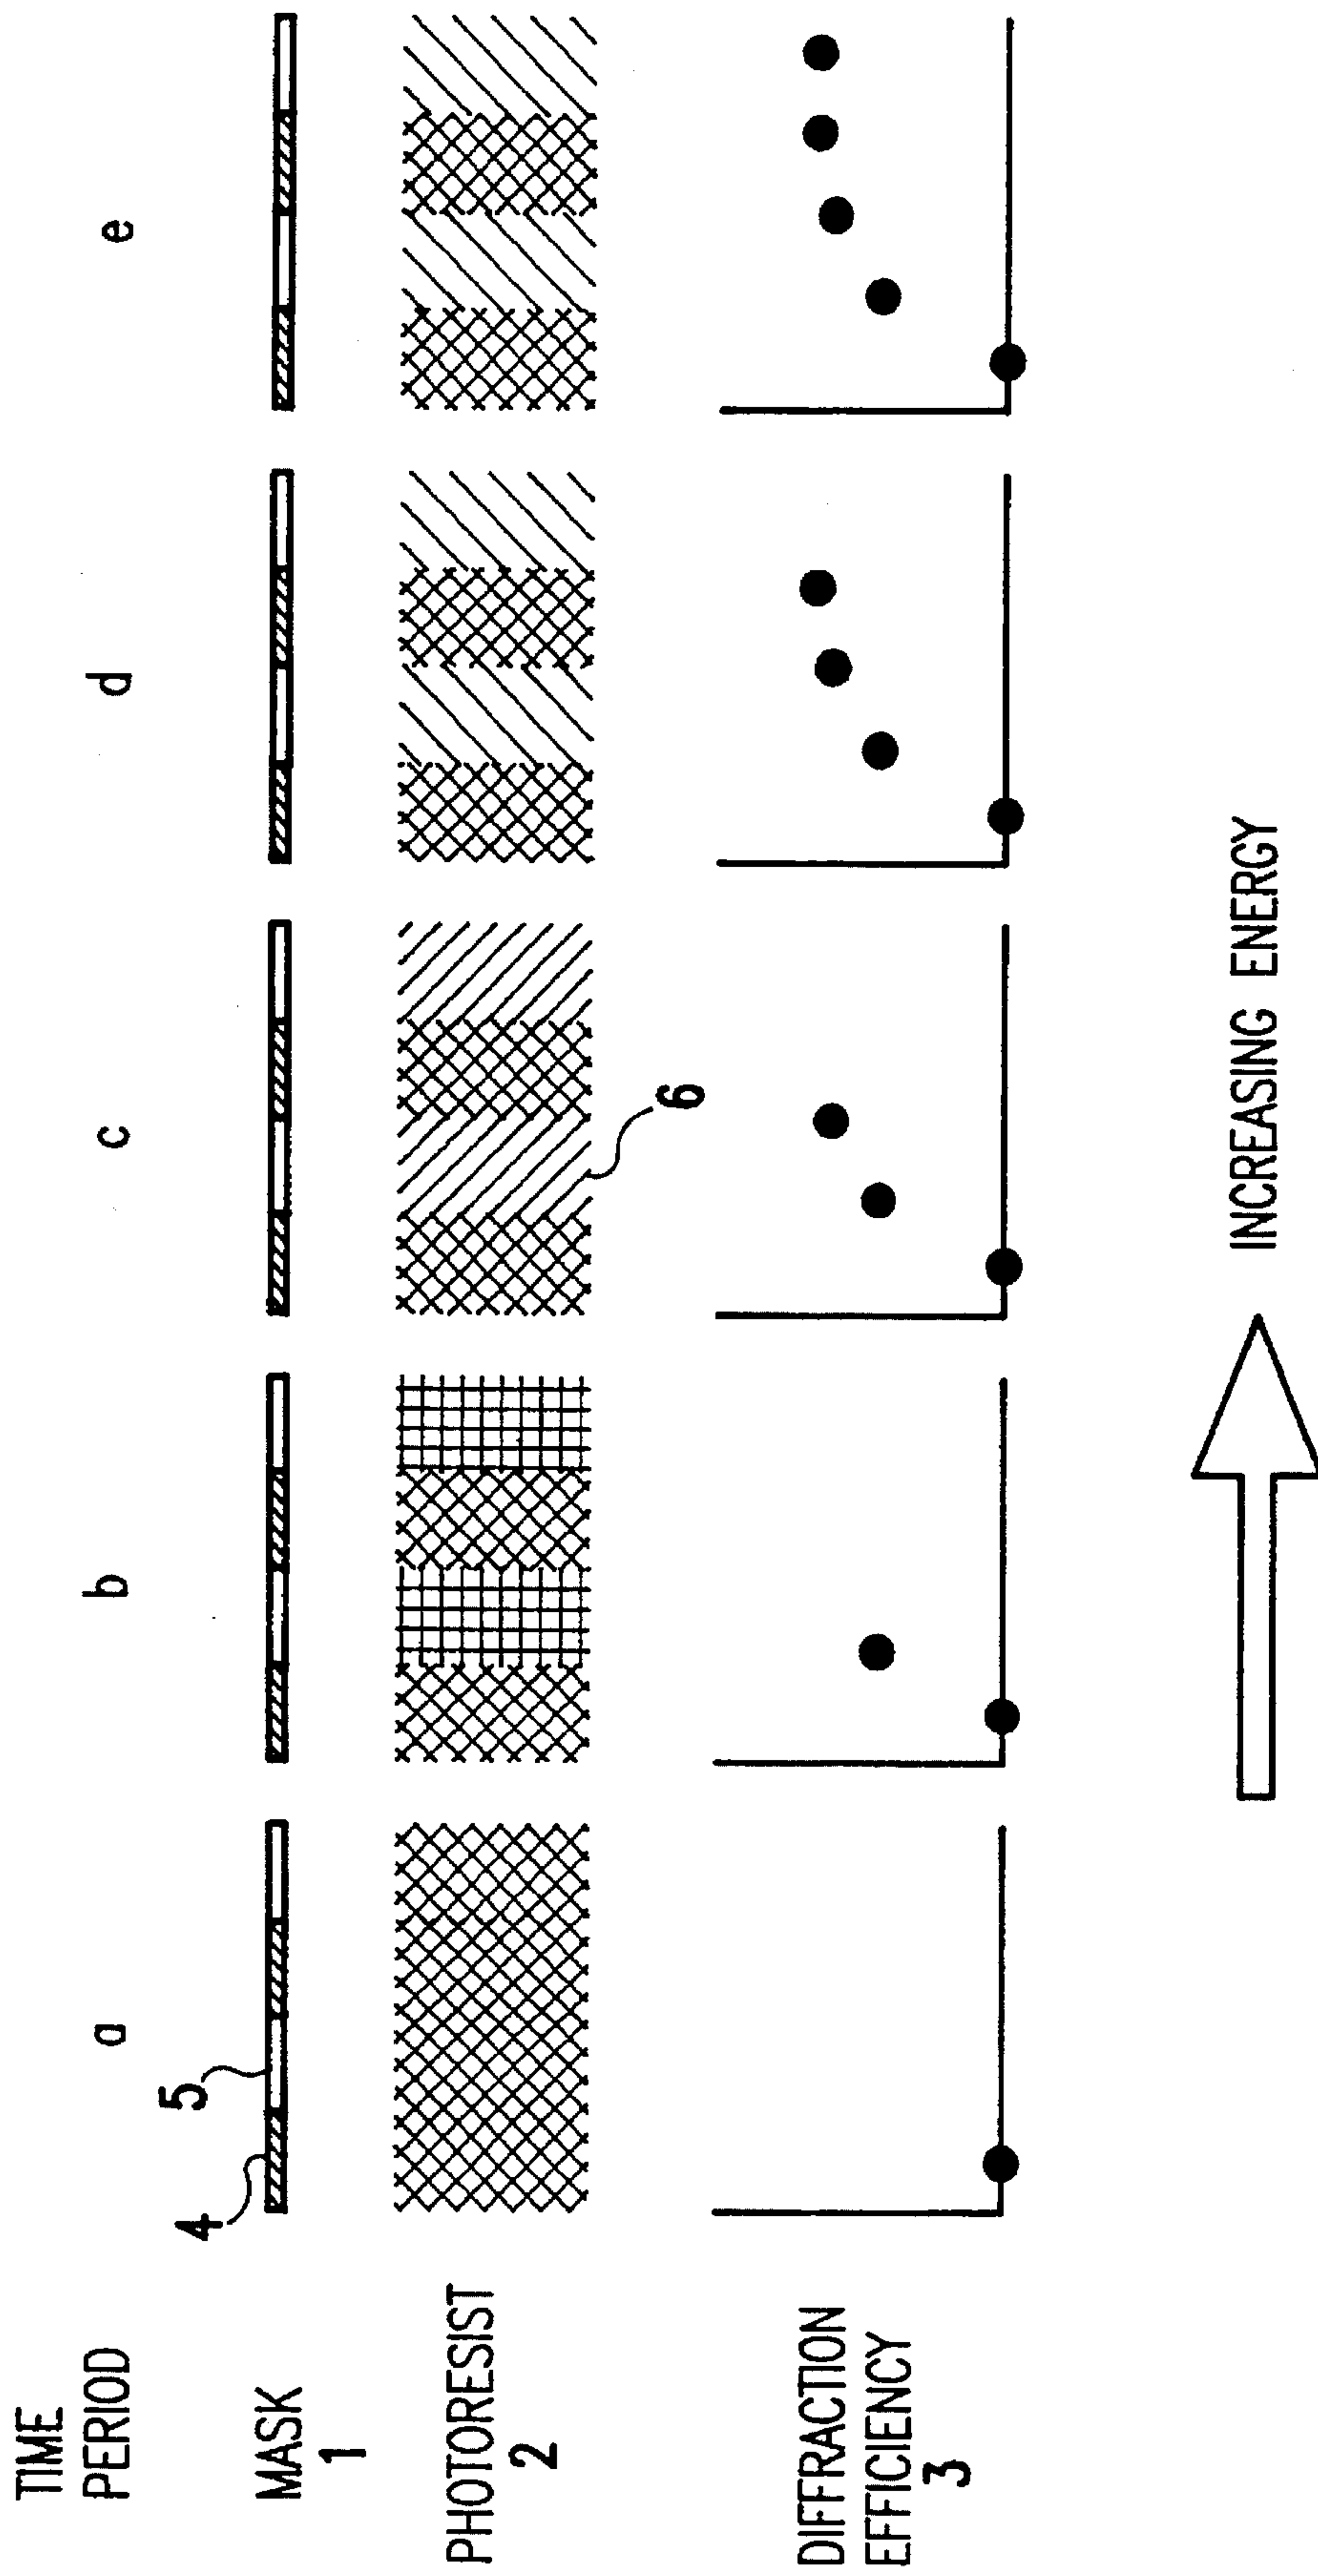 TIME
PERIOD
a
b
c
d
e
MASK
1
4
5
PHOTORESIST
2
6
DIFFRACTION
EFFICIENCY
3
INCREASING ENERGY